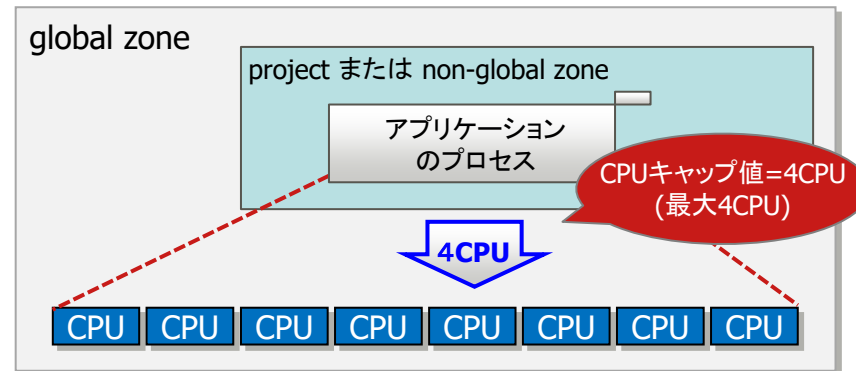 global zone
project または non-global zone
アプリケーション
のプロセス
CPUキャップ値=4CPU
(最大4CPU)
4CPU
CPU CPU CPU CPU CPU CPU CPU CPU